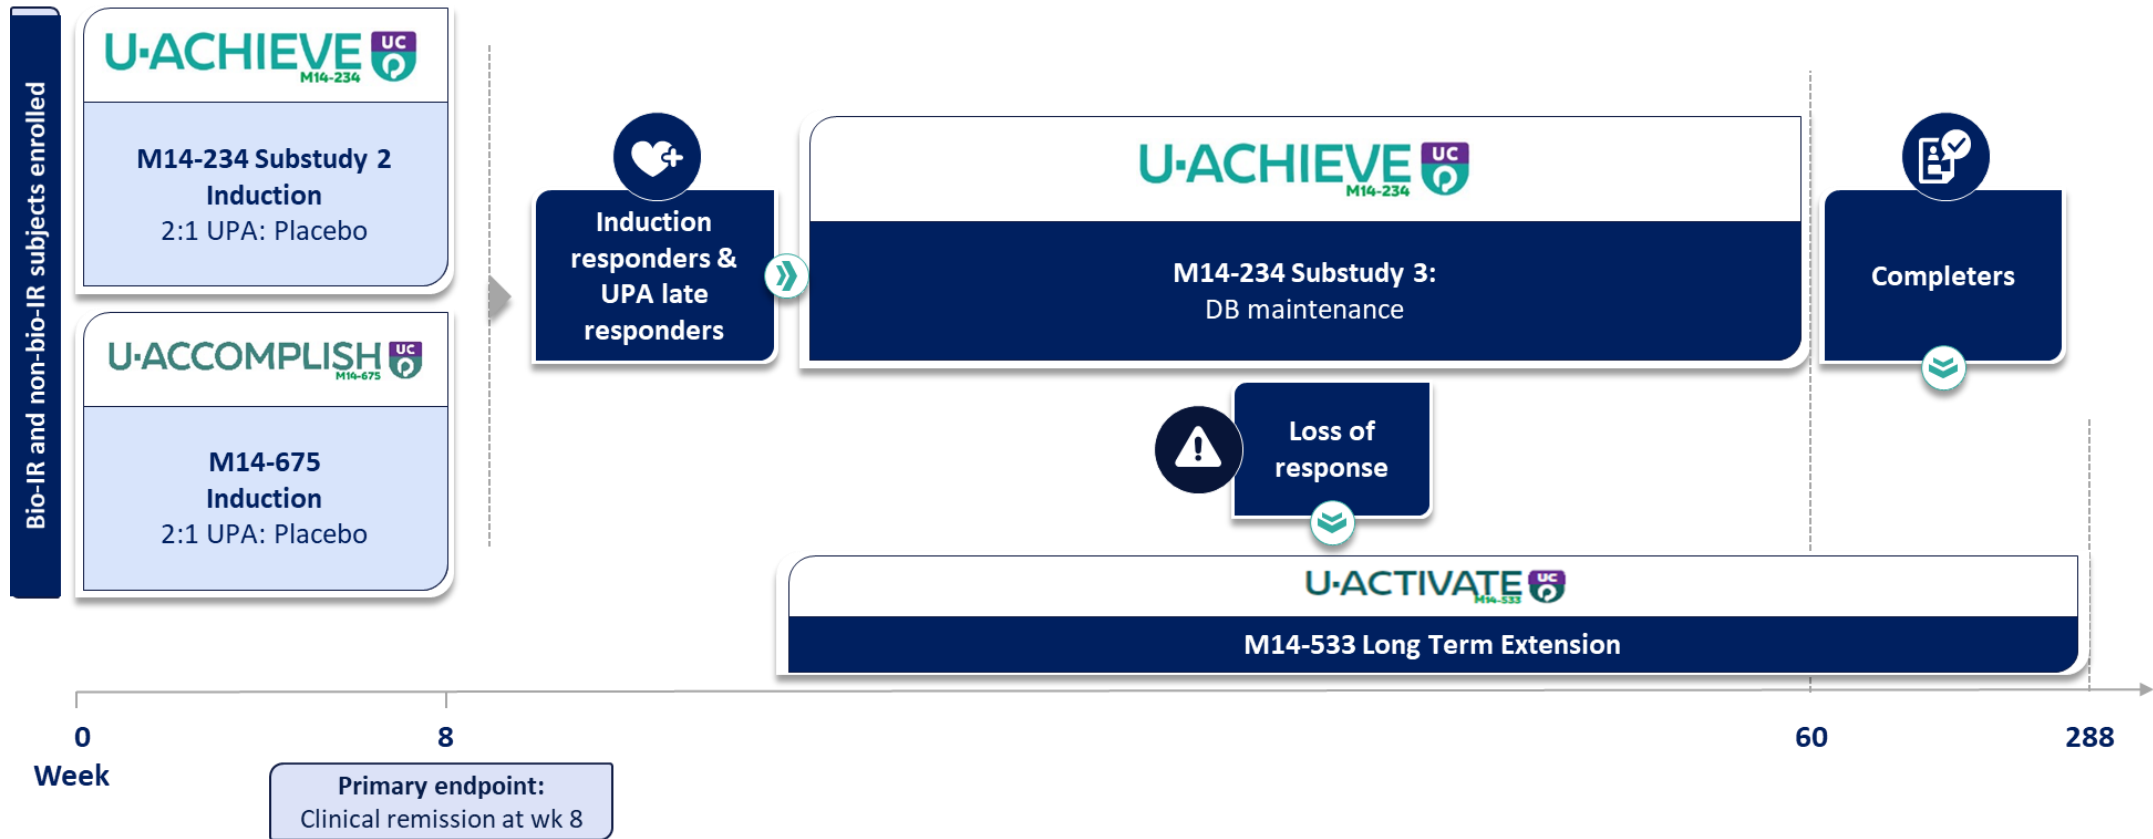 Bio-IR and non-bio-IR subjects enrolled
U·ACHIEVE UC
M14-234
M14-234 Substudy 2
Induction
2:1 UPA: Placebo
U·ACCOMPLISH UC
M14-675
M14-675
Induction
2:1 UPA: Placebo
Induction
responders &
UPA late
responders
U·ACHIEVE UC
M14-234
M14-234 Substudy 3:
DB maintenance
Completers
Loss of
response
U·ACTIVATE UC
M14-533
M14-533 Long Term Extension
0 8 60 288
Week
Primary endpoint:
Clinical remission at wk 8